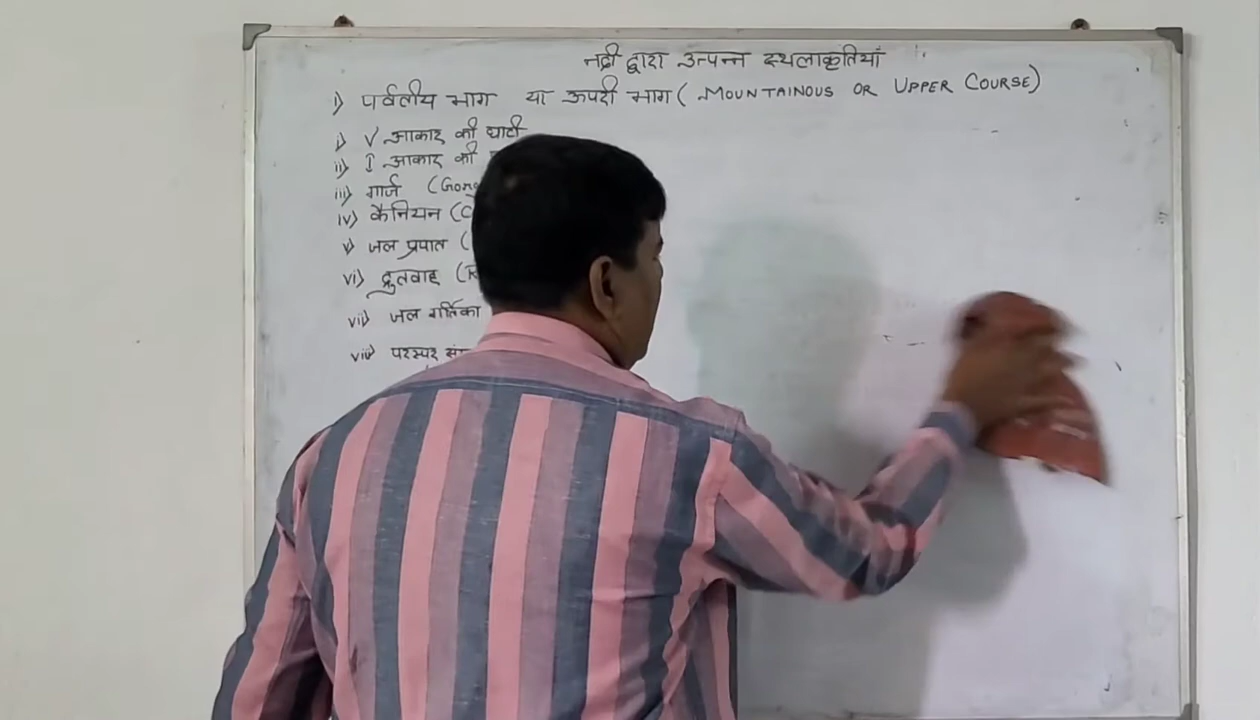 नदी द्वारा उत्पन्न स्थलाकृतियां
i) पर्वतीय भाग या ऊपरी भाग ( MOUNTAINOUS OR UPPER COURSE)
i) V आकार की घाटी
ii) I आकार की
iii) गार्ज
iv) कैनियन
v) जल प्रपात
vi) द्रुतवाह
vii) जल गर्तिका
viii) परस्पर